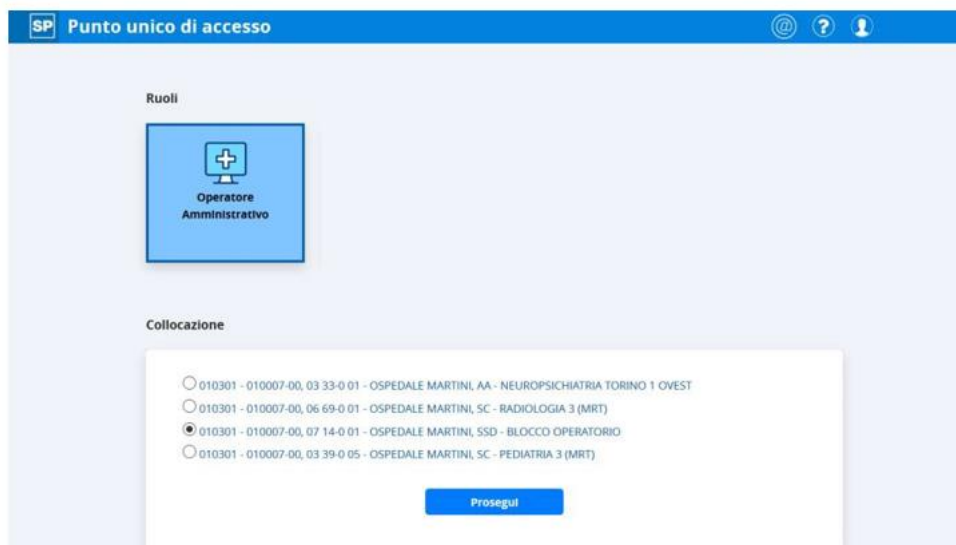 SP Punto unico di accesso @ ?
Ruoli
Operatore
Amministrativo
Collocazione
010301 - 010007-00, 03 33-0 01 - OSPEDALE MARTINI, AA - NEUROPSICHIATRIA TORINO 1 OVEST
010301 - 010007-00, 06 69-0 01 - OSPEDALE MARTINI, SC - RADIOLOGIA 3 (MRT)
010301 - 010007-00, 07 14-0 01 - OSPEDALE MARTINI, SSD - BLOCCO OPERATORIO
010301 - 010007-00, 03 39-0 05 - OSPEDALE MARTINI, SC - PEDIATRIA 3 (MRT)
Prosegui